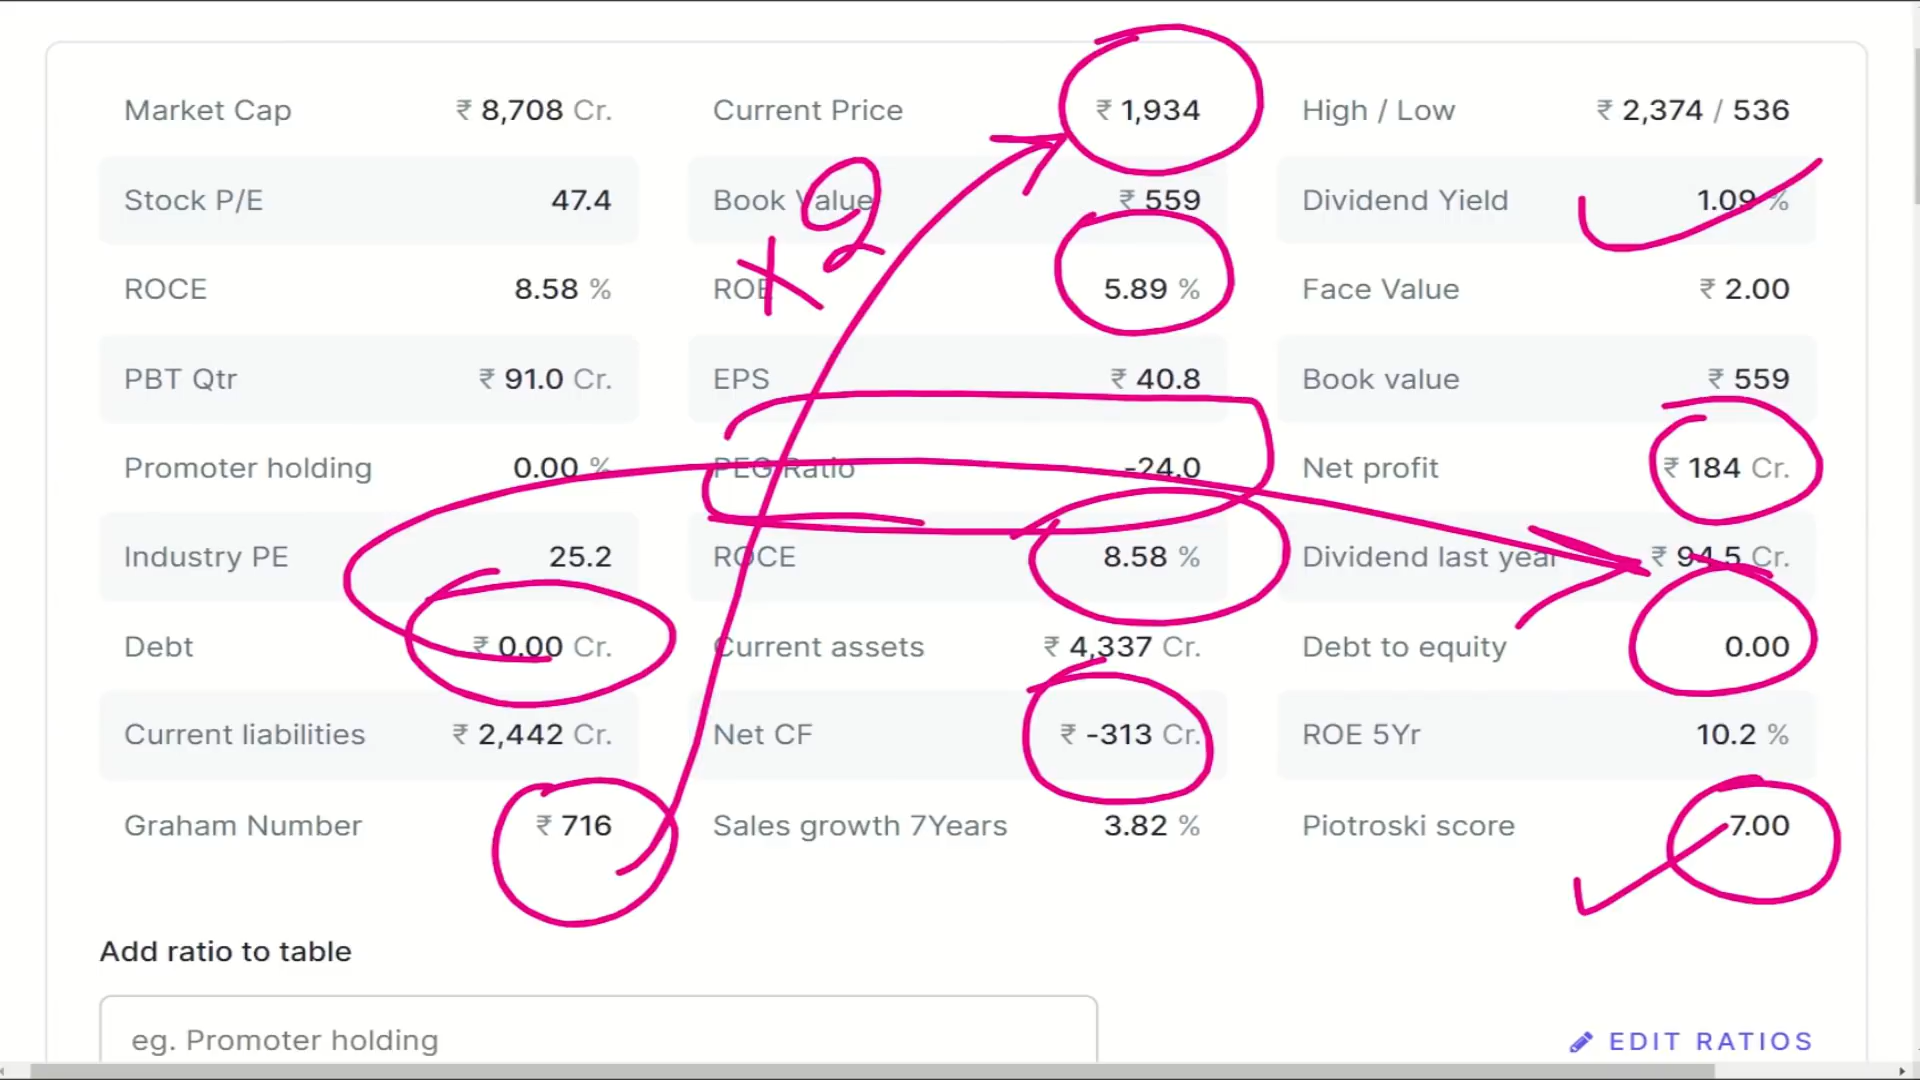 Market Cap ₹ 8,708 Cr. Current Price ₹ 1,934 High / Low ₹ 2,374 / 536
Stock P/E 47.4 Book Value ₹ 559 Dividend Yield 1.09 %
ROCE 8.58 % ROE 5.89 % Face Value ₹ 2.00
x2
PBT Qtr ₹ 91.0 Cr. EPS ₹ 40.8 Book value ₹ 559
Promoter holding 0.00 % PEG Ratio -24.0 Net profit ₹ 184 Cr.
Industry PE 25.2 ROCE 8.58 % Dividend last year ₹ 94.5 Cr.
Debt ₹ 0.00 Cr. Current assets ₹ 4,337 Cr. Debt to equity 0.00
Current liabilities ₹ 2,442 Cr. Net CF ₹ -313 Cr. ROE 5Yr 10.2 %
Graham Number ₹ 716 Sales growth 7Years 3.82 % Piotroski score 7.00
Add ratio to table
eg. Promoter holding
EDIT RATIOS